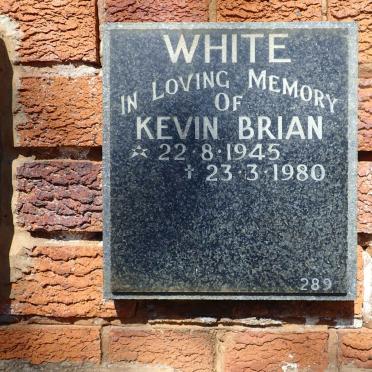 WHITE
IN LOVING MEMORY
OF
KEVIN BRIAN
☆ 22·8·1945
✝ 23·3·1980
289